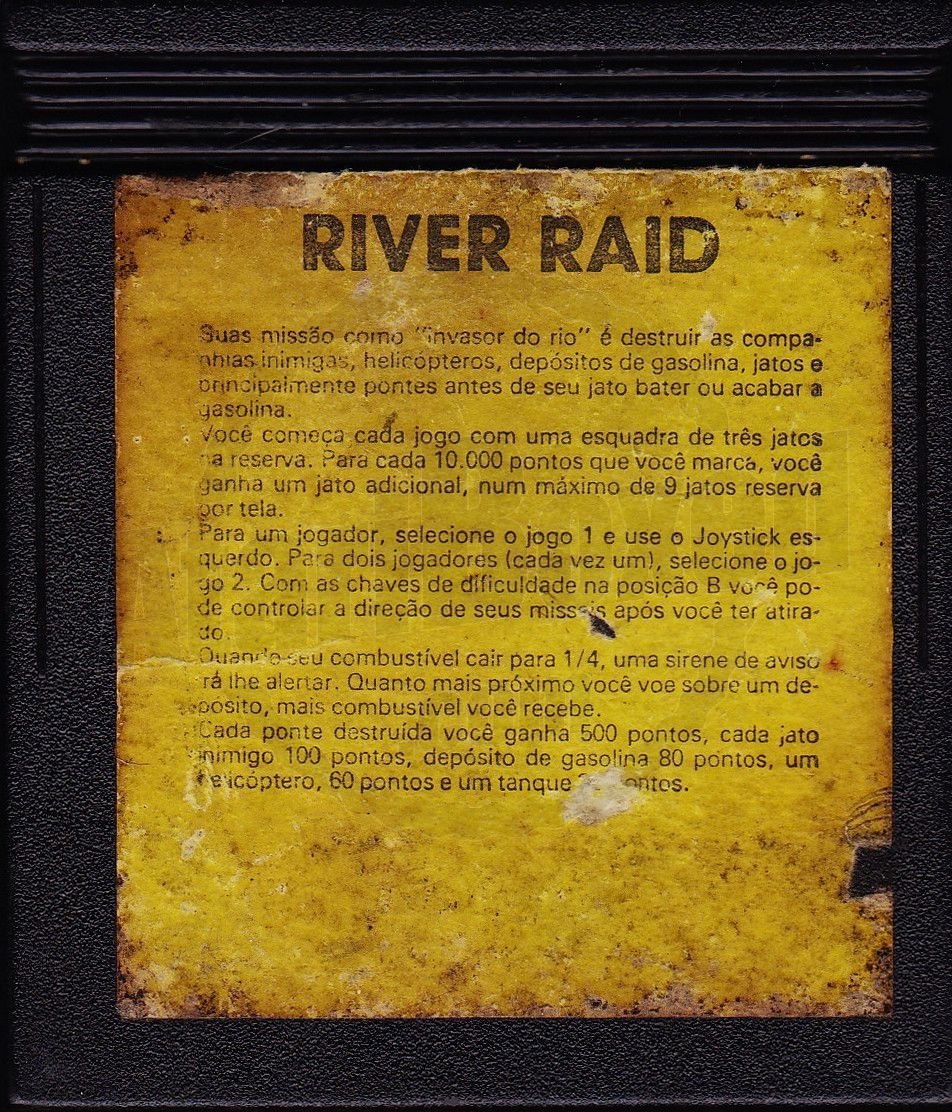 RIVER RAID
Suas missão como "invasor do rio" é destruir as compa-
nhias inimigas, helicópteros, depósitos de gasolina, jatos e
principalmente pontes antes de seu jato bater ou acabar a
gasolina.
Você começa cada jogo com uma esquadra de três jatos
na reserva. Para cada 10.000 pontos que você marca, você
ganha um jato adicional, num máximo de 9 jatos reserva
por tela.
Para um jogador, selecione o jogo 1 e use o Joystick es-
querdo. Para dois jogadores (cada vez um), selecione o jo-
go 2. Com as chaves de dificuldade na posição B você po-
de controlar a direção de seus misseis após você ter atira-
do.
Quando seu combustível cair para 1/4, uma sirene de aviso
irá lhe alertar. Quanto mais próximo você voe sobre um de-
pósito, mais combustível você recebe.
Cada ponte destruída você ganha 500 pontos, cada jato
inimigo 100 pontos, depósito de gasolina 80 pontos, um
helicóptero, 60 pontos e um tanque pontos.